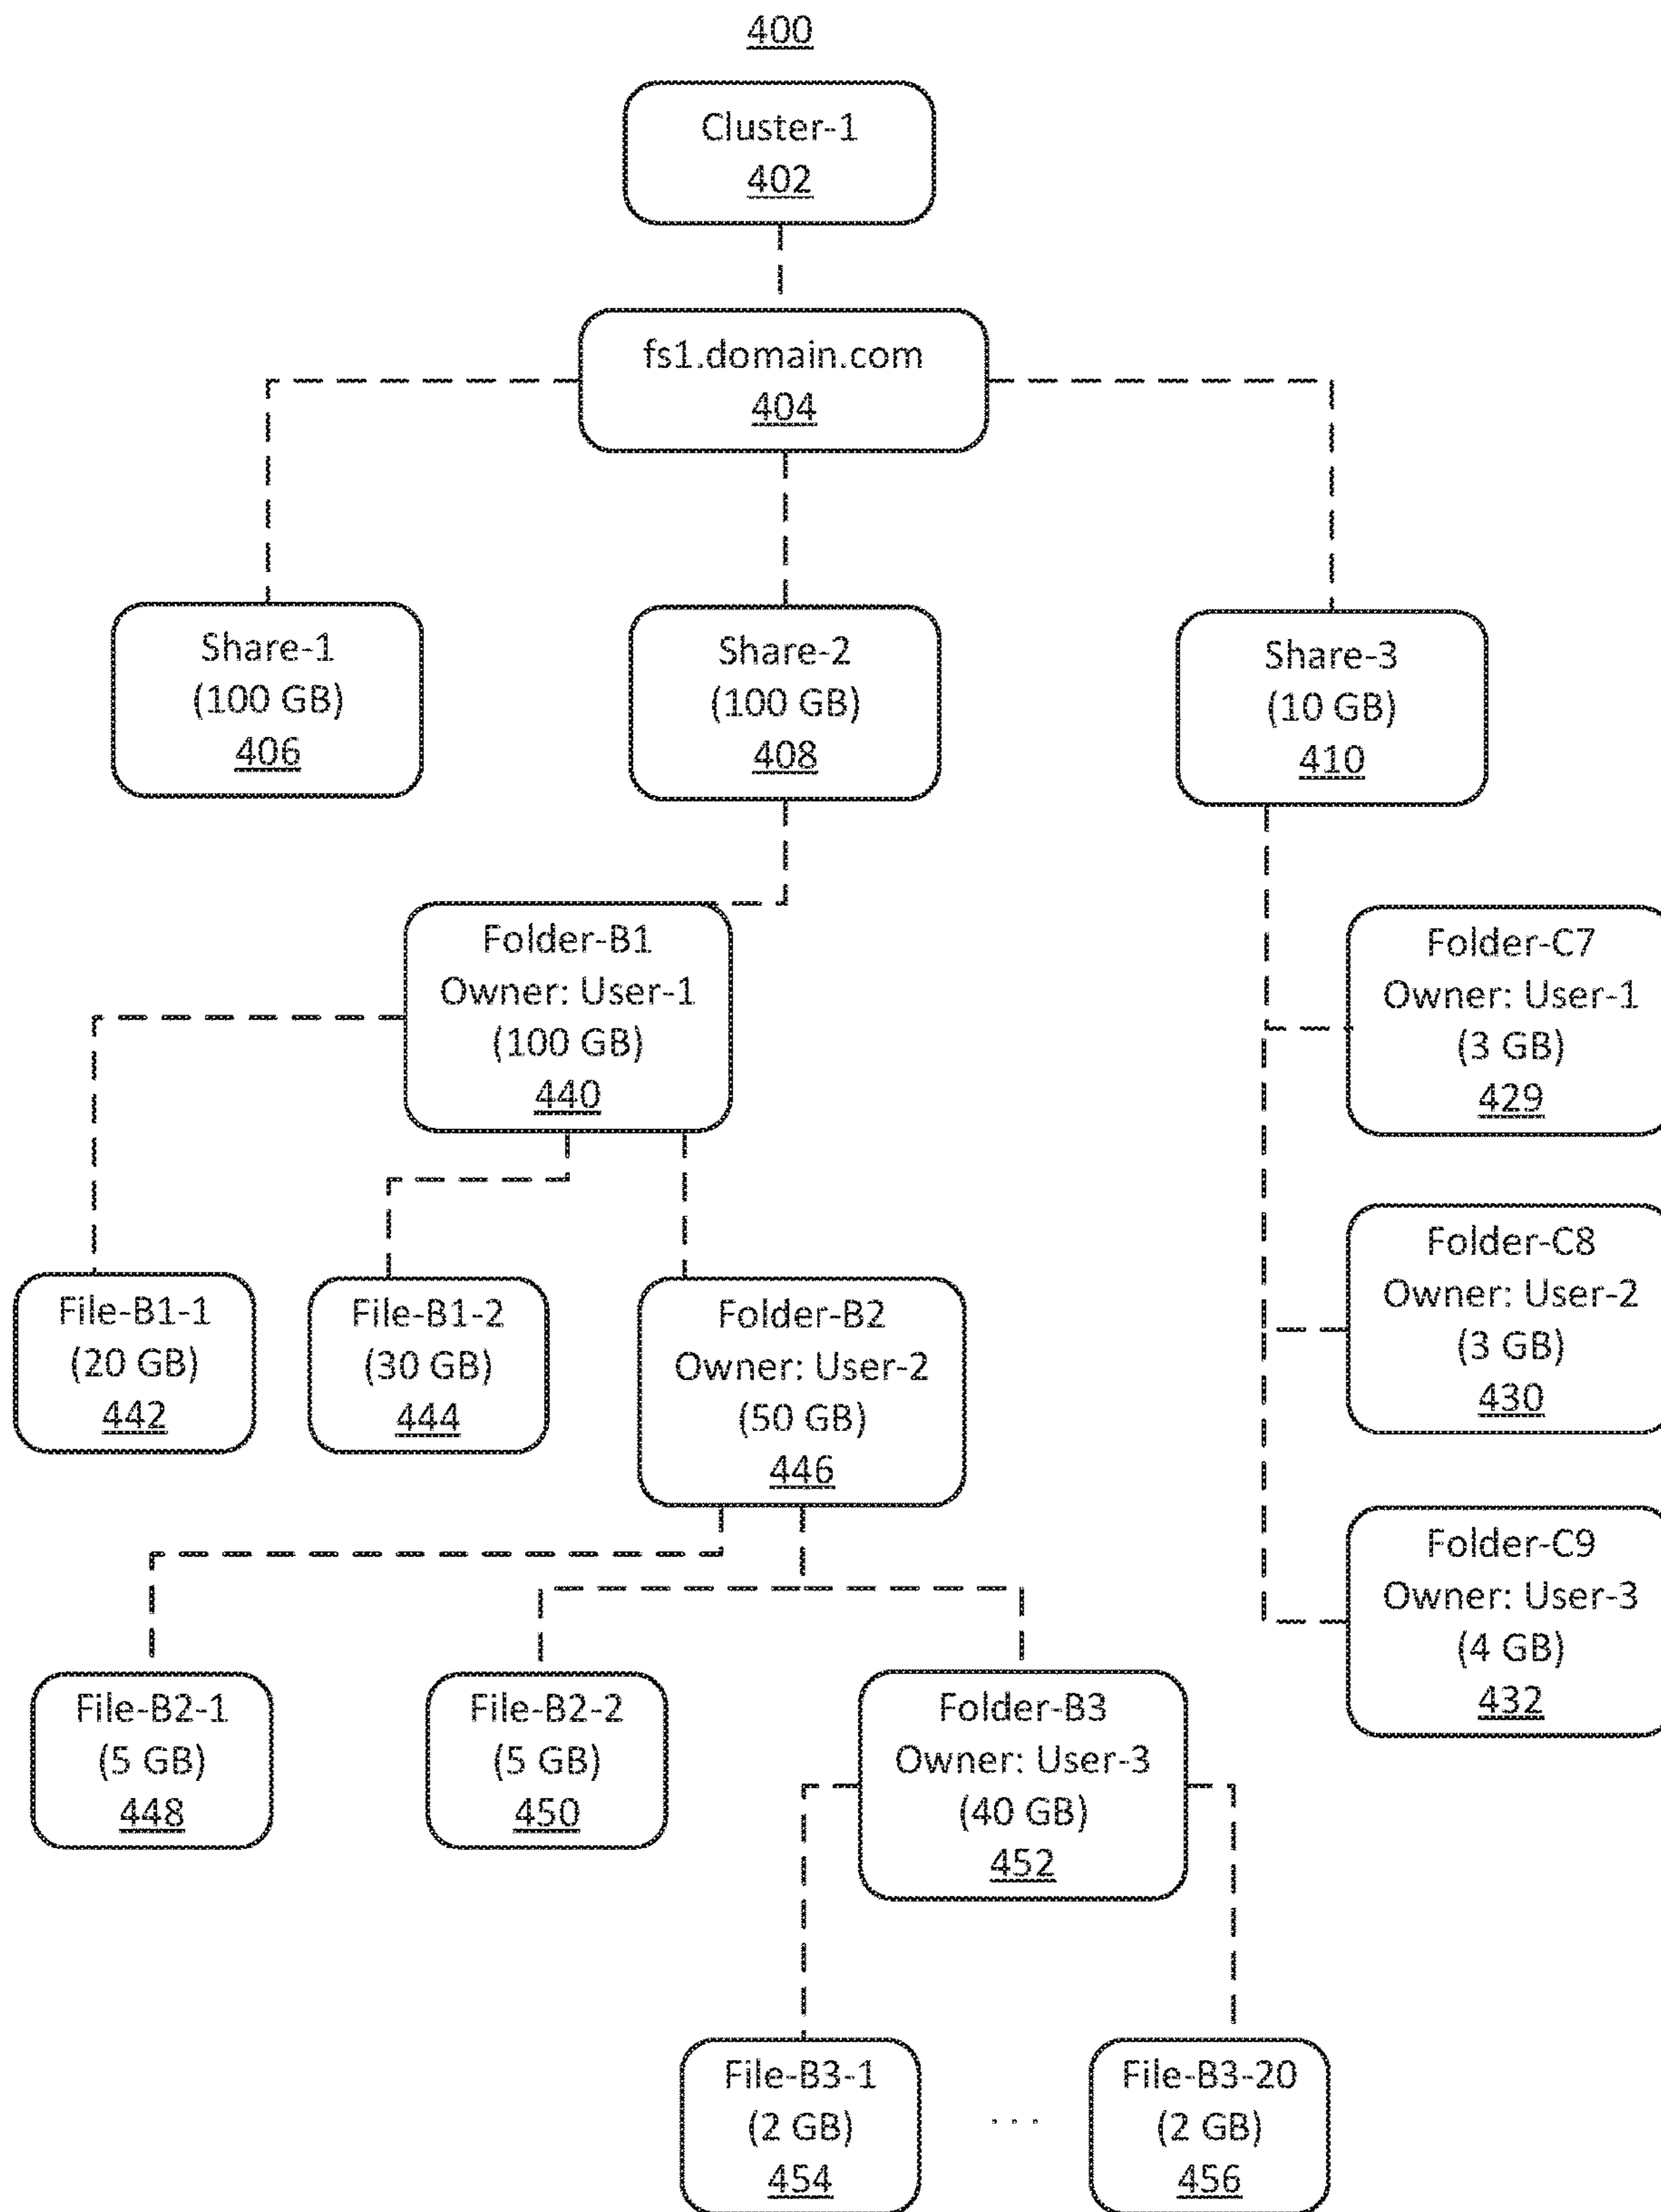 400
Cluster-1
402
fs1.domain.com
404
Share-1
(100 GB)
406
Share-2
(100 GB)
408
Share-3
(10 GB)
410
Folder-B1
Owner: User-1
(100 GB)
440
Folder-C7
Owner: User-1
(3 GB)
429
File-B1-1
(20 GB)
442
File-B1-2
(30 GB)
444
Folder-B2
Owner: User-2
(50 GB)
446
Folder-C8
Owner: User-2
(3 GB)
430
Folder-C9
Owner: User-3
(4 GB)
432
File-B2-1
(5 GB)
448
File-B2-2
(5 GB)
450
Folder-B3
Owner: User-3
(40 GB)
452
File-B3-1
(2 GB)
454
...
File-B3-20
(2 GB)
456